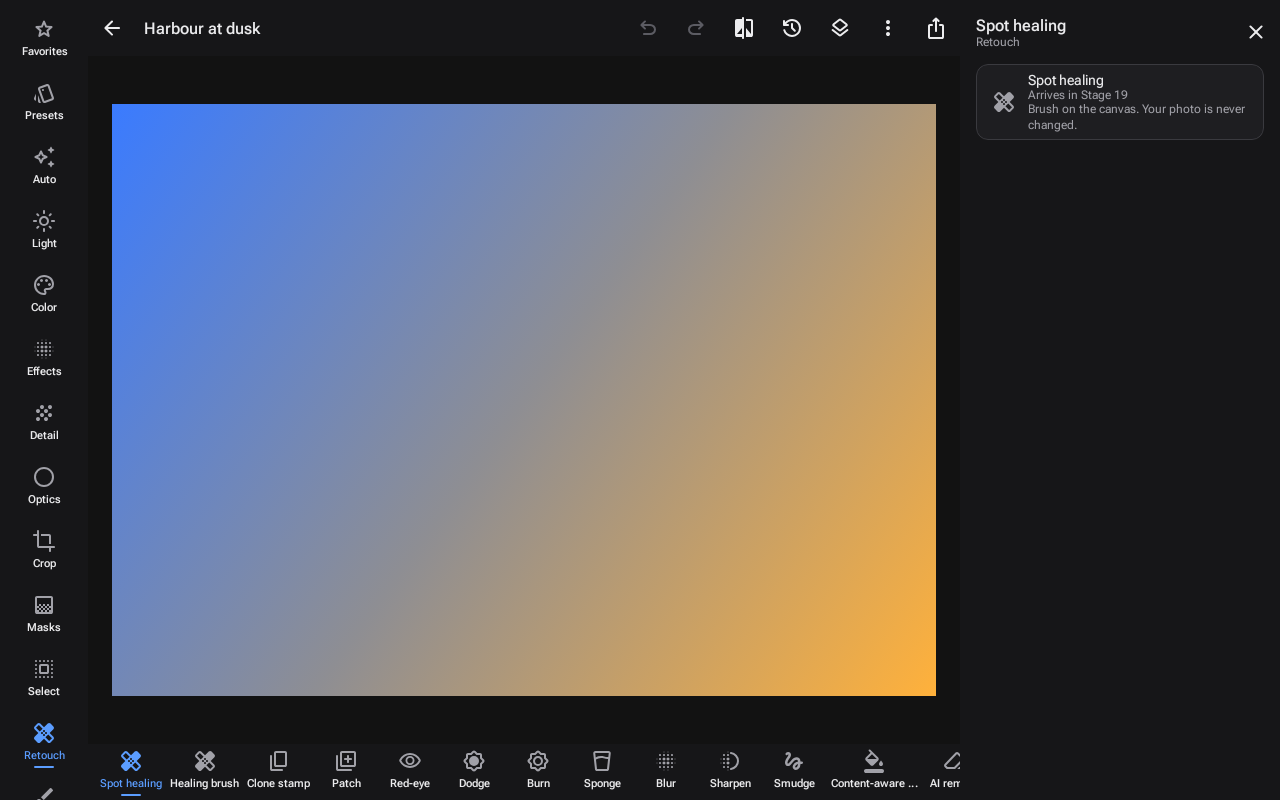 Favorites
Presets
Auto
Light
Color
Effects
Detail
Optics
Crop
Masks
Select
Retouch
Harbour at dusk
Spot healing
Healing brush
Clone stamp
Patch
Red-eye
Dodge
Burn
Sponge
Blur
Sharpen
Smudge
Content-aware ...
AI rem
Spot healing
Retouch
Spot healing
Arrives in Stage 19
Brush on the canvas. Your photo is never
changed.